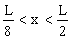 L/8 < x < L/2